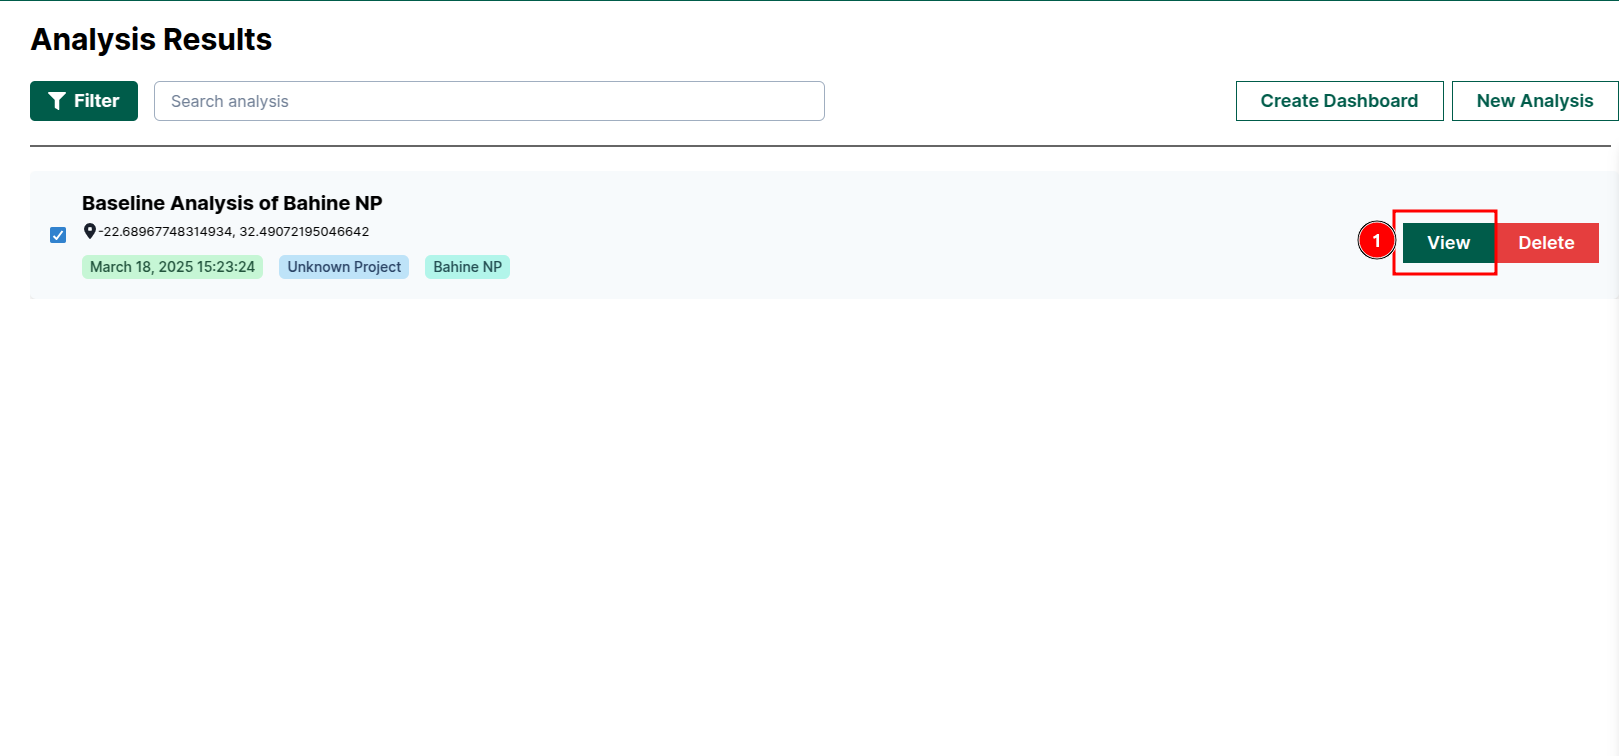 Analysis Results
Filter
Search analysis
Create Dashboard
New Analysis
Baseline Analysis of Bahine NP
-22.68967748314934, 32.49072195046642
1
View
Delete
March 18, 2025 15:23:24
Unknown Project
Bahine NP